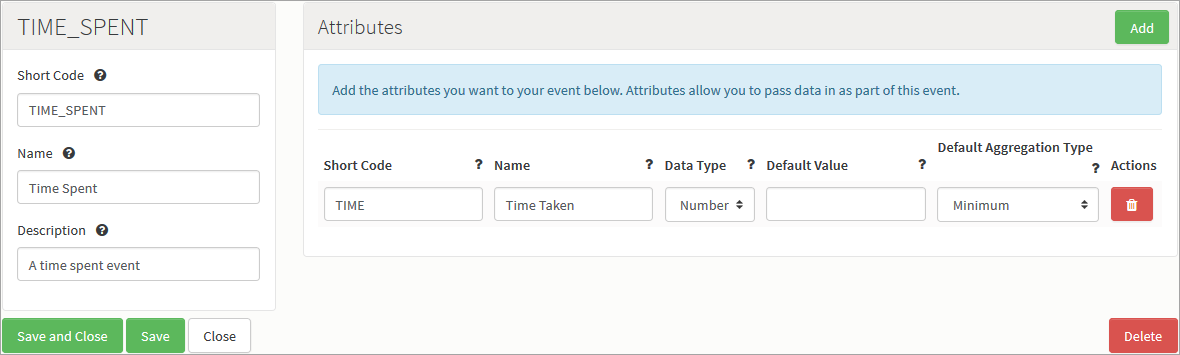 TIME_SPENT
Short Code ?
TIME_SPENT
Name ?
Time Spent
Description ?
A time spent event
Attributes
Add
Add the attributes you want to your event below. Attributes allow you to pass data in as part of this event.
Short Code ? Name ? Data Type ? Default Value ? Default Aggregation Type ? Actions
TIME Time Taken Number Minimum
Save and Close Save Close Delete